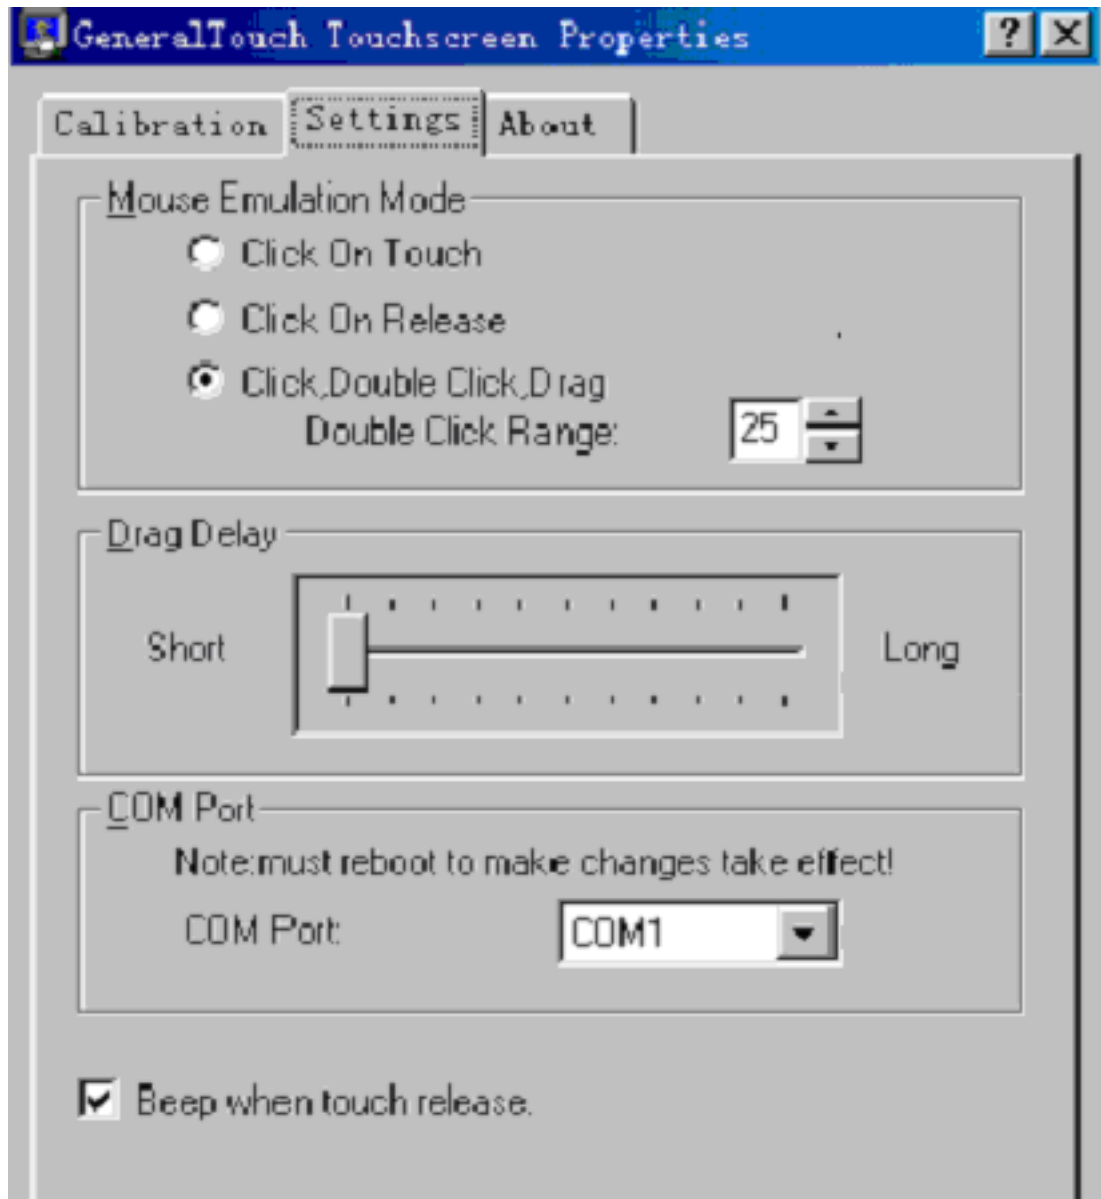 GeneralTouch Touchscreen Properties
Calibration Settings About
Mouse Emulation Mode
Click On Touch
Click On Release
Click,Double Click,Drag
Double Click Range: 25
Drag Delay
Short Long
COM Port
Note:must reboot to make changes take effect!
COM Port: COM1
Beep when touch release.